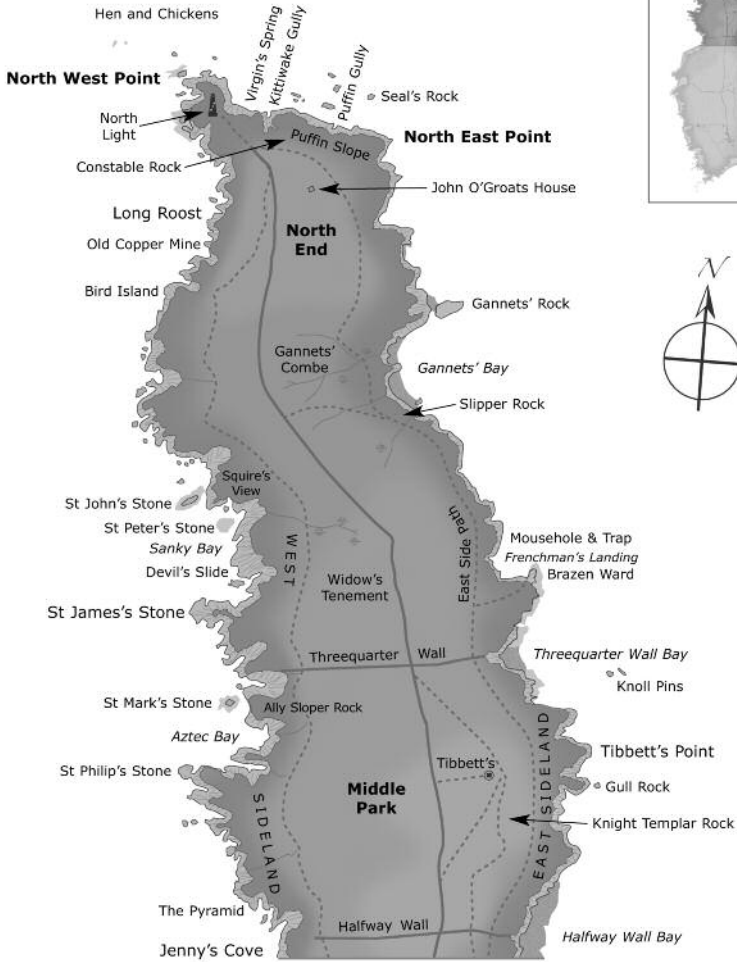 Hen and Chickens
North West Point
Virgin's Spring
Kittiwake Gully
Puffin Gully
Seal's Rock
N
North
Light
Puffin Slope
North East Point
Constable Rock
John O'Groats House
Long Roost
North
End
Old Copper Mine
Bird Island
Gannets' Rock
Gannets'
Combe
Gannets' Bay
Slipper Rock
Squire's
View
St John's Stone
St Peter's Stone
Sanky Bay
Devil's Slide
WEST
East Side Path
Mousehole & Trap
Frenchman's Landing
Brazen Ward
Widow's
Tenement
St James's Stone
Threequarter Wall
Threequarter Wall Bay
Knoll Pins
St Mark's Stone
Ally Sloper Rock
Aztec Bay
St Philip's Stone
Tibbett's
Tibbett's Point
Middle
Park
Gull Rock
SIDELAND
EAST SIDELAND
Knight Templar Rock
The Pyramid
Halfway Wall
Halfway Wall Bay
Jenny's Cove